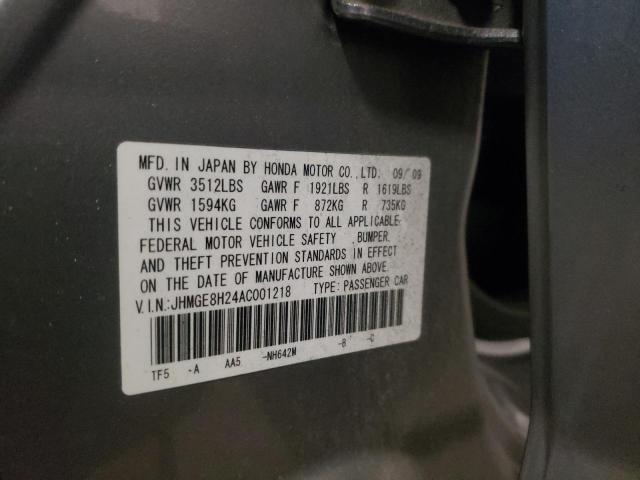 MFD. IN JAPAN BY HONDA MOTOR CO.,LTD. 09/09
GVWR 3512LBS GAWR F 1921LBS R 1619LBS
GVWR 1594KG GAWR F 872KG R 735KG
THIS VEHICLE CONFORMS TO ALL APPLICABLE
FEDERAL MOTOR VEHICLE SAFETY ,BUMPER,
AND THEFT PREVENTION STANDARDS IN EFFECT
ON THE DATE OF MANUFACTURE SHOWN ABOVE.
V.I.N.:JHMGE8H24AC001218 TYPE: PASSENGER CAR
TF5 -A AA5 -NH642M -B -C